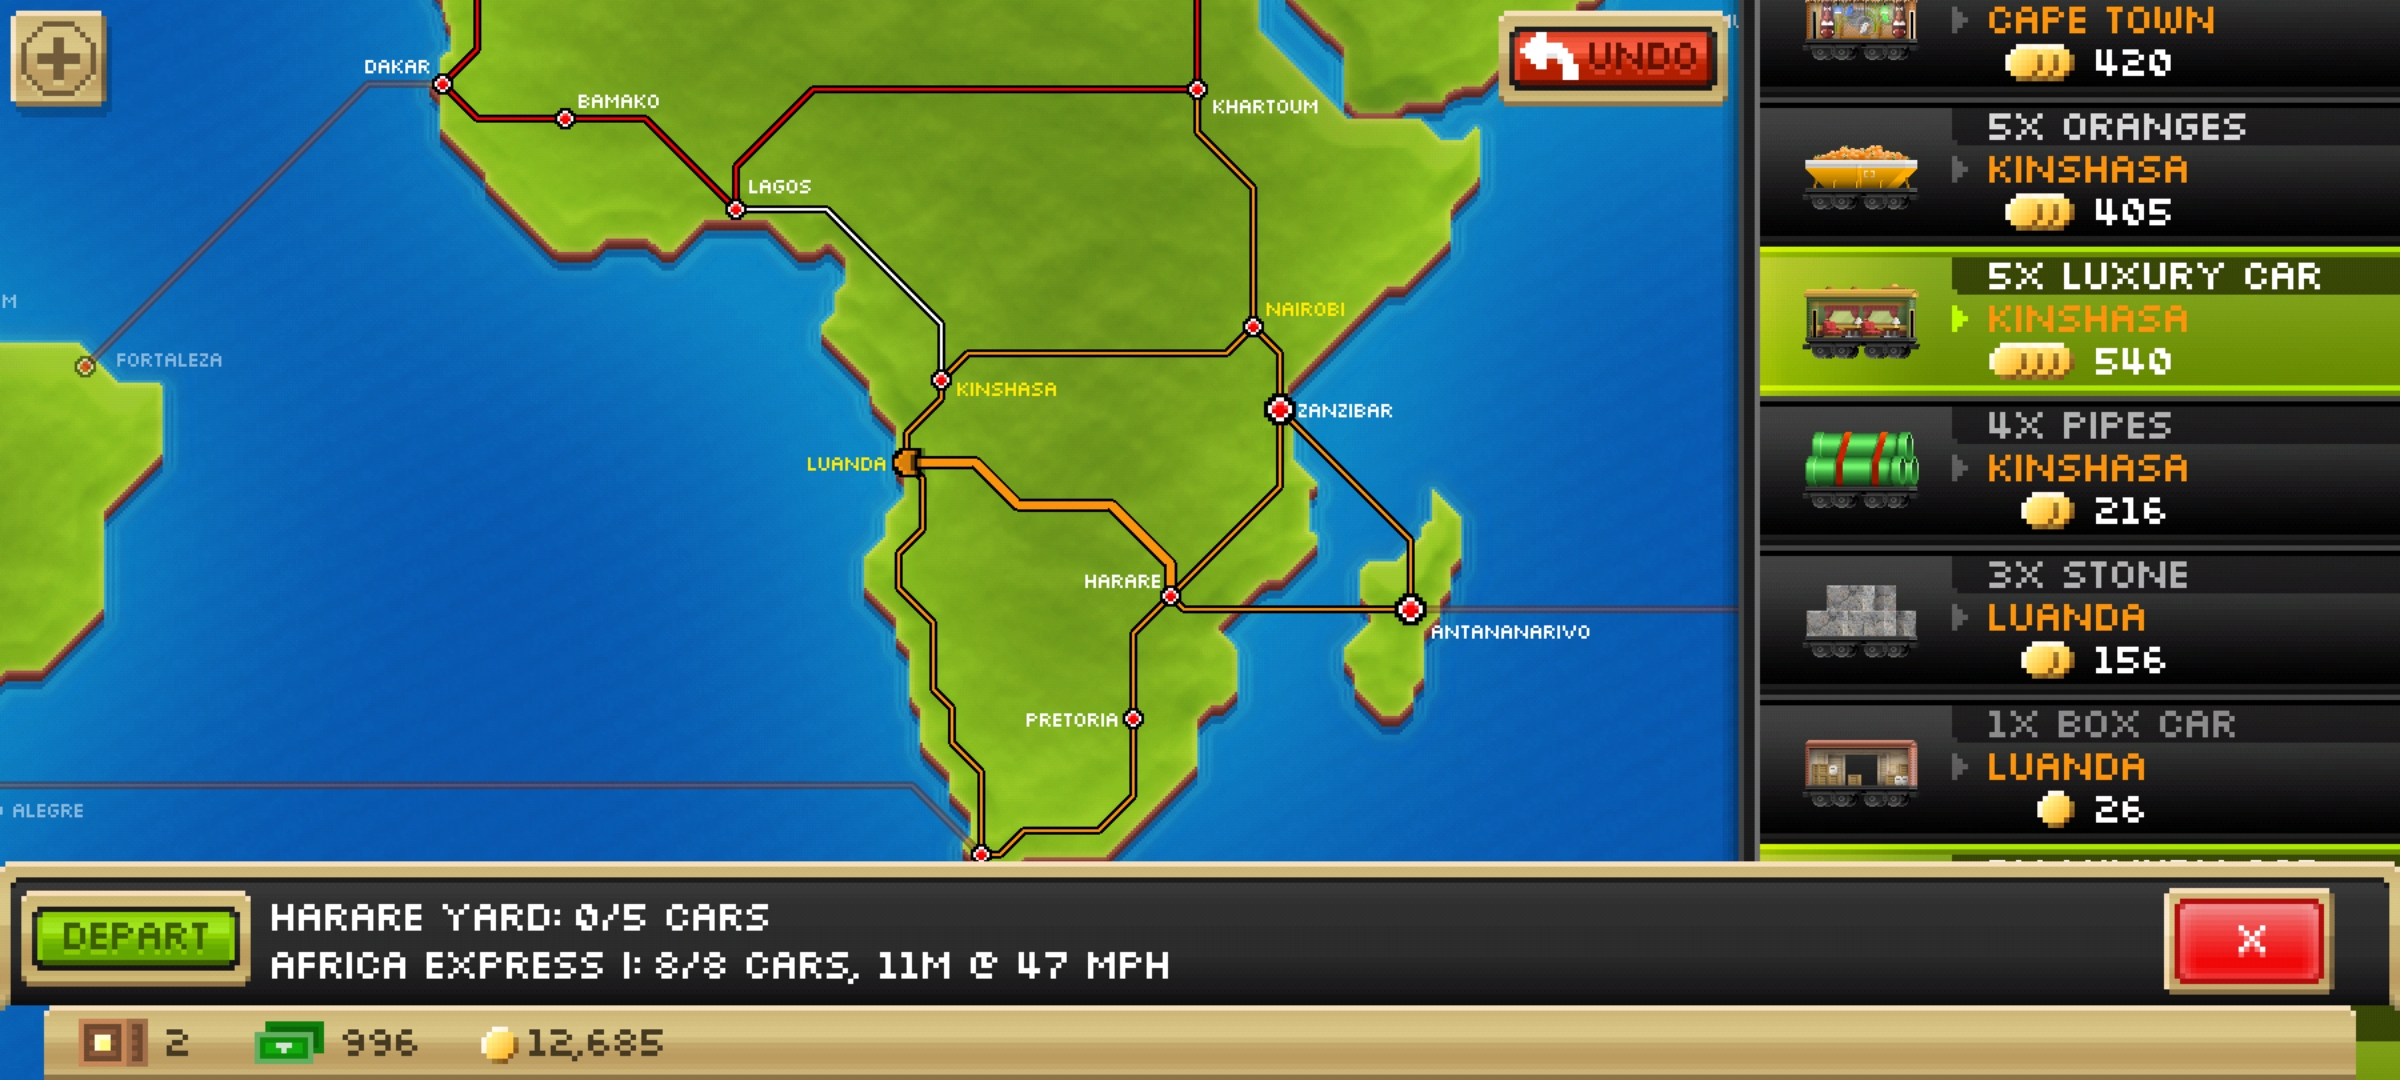 DAKAR
BAMAKO
LAGOS
KHARTOUM
UNDO
M
FORTALEZA
NAIROBI
KINSHASA
ZANZIBAR
LUANDA
HARARE
ANTANANARIVO
PRETORIA
ALEGRE
CAPE TOWN
420
5X ORANGES
KINSHASA
405
5X LUXURY CAR
KINSHASA
540
4X PIPES
KINSHASA
216
3X STONE
LUANDA
156
1X BOX CAR
LUANDA
26
DEPART
HARARE YARD: 0/5 CARS
AFRICA EXPRESS I: 8/8 CARS, 11M @ 47 MPH
X
2
996
12,685